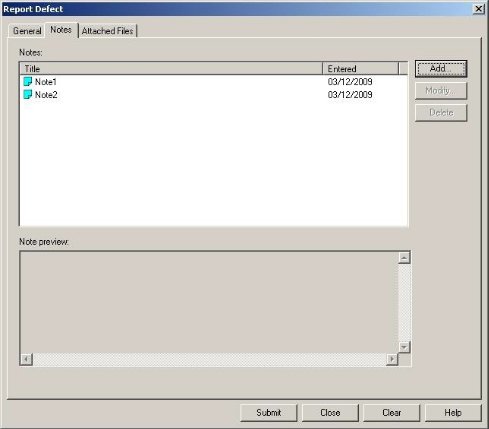 Report Defect
General Notes Attached Files
Notes:
Title Entered
Note1 03/12/2009
Note2 03/12/2009
Add...
Modify...
Delete
Note preview:
Submit Close Clear Help